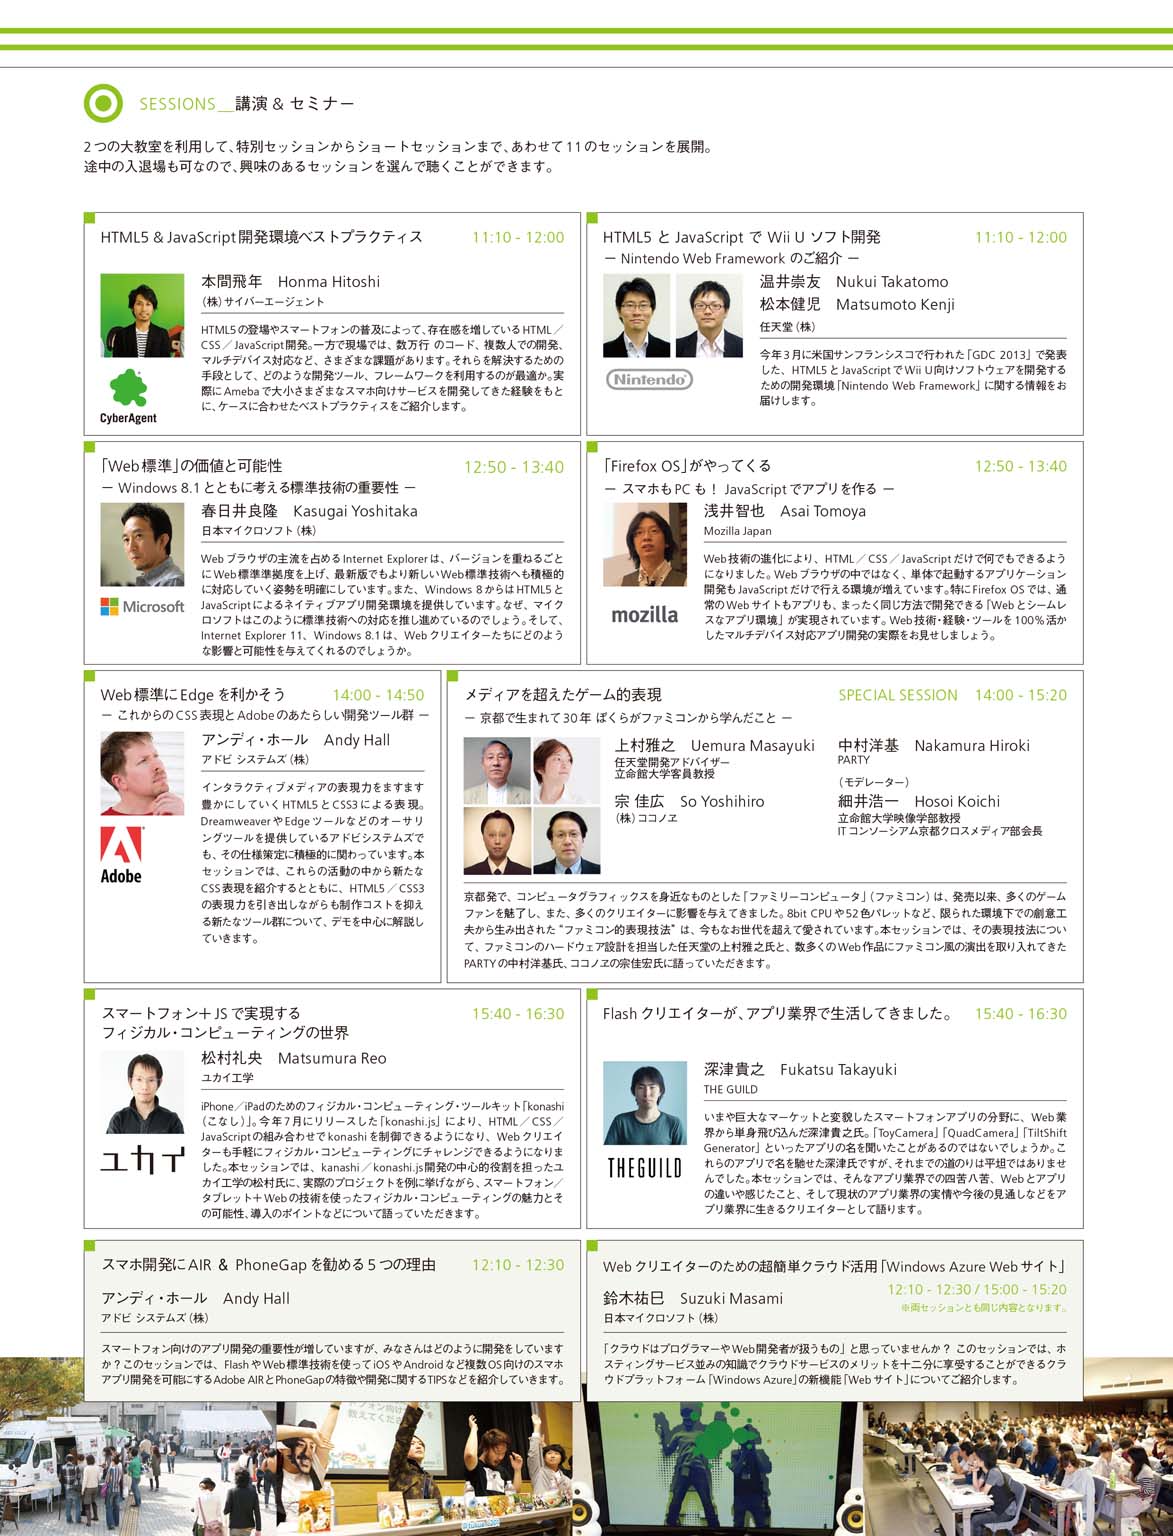 SESSIONS__講演 & セミナー
2つの大教室を利用して、特別セッションからショートセッションまで、あわせて11のセッションを展開。
途中の入退場も可なので、興味のあるセッションを選んで聴くことができます。
HTML5 & JavaScript開発環境ベストプラクティス 11:10 - 12:00
本間飛年 Honma Hitoshi
（株）サイバーエージェント
HTML5の登場やスマートフォンの普及によって、存在感を増しているHTML／
CSS／JavaScript開発。一方で現場では、数万行 のコード、複数人での開発、
マルチデバイス対応など、さまざまな課題があります。それらを解決するための
手段として、どのような開発ツール、フレームワークを利用するのが最適か。実
際にAmebaで大小さまざまなスマホ向けサービスを開発してきた経験をもと
に、ケースに合わせたベストプラクティスをご紹介します。
CyberAgent
HTML5 と JavaScript で Wii U ソフト開発 11:10 - 12:00
― Nintendo Web Framework のご紹介 ―
温井崇友 Nukui Takatomo
松本健児 Matsumoto Kenji
任天堂（株）
Nintendo
今年3月に米国サンフランシスコで行われた「GDC 2013」で発表
した、HTML5とJavaScriptでWii U向けソフトウェアを開発する
ための開発環境「Nintendo Web Framework」に関する情報をお
届けします。
「Web標準」の価値と可能性 12:50 - 13:40
― Windows 8.1とともに考える標準技術の重要性 ―
春日井良隆 Kasugai Yoshitaka
日本マイクロソフト（株）
Microsoft
Webブラウザの主流を占めるInternet Explorerは、バージョンを重ねるごと
にWeb標準準拠度を上げ、最新版でもより新しいWeb標準技術へも積極的
に対応していく姿勢を明確にしています。また、Windows 8からはHTML5と
JavaScriptによるネイティブアプリ開発環境を提供しています。なぜ、マイク
ロソフトはこのように標準技術への対応を推し進めているのでしょう。そして、
Internet Explorer 11、Windows 8.1は、Webクリエイターたちにどのよう
な影響と可能性を与えてくれるのでしょうか。
「Firefox OS」がやってくる 12:50 - 13:40
― スマホもPCも！ JavaScriptでアプリを作る ―
浅井智也 Asai Tomoya
Mozilla Japan
mozilla
Web技術の進化により、HTML／CSS／JavaScriptだけで何でもできるよう
になりました。Webブラウザの中ではなく、単体で起動するアプリケーション
開発もJavaScriptだけで行える環境が増えています。特にFirefox OSでは、通
常のWebサイトもアプリも、まったく同じ方法で開発できる「Webとシームレ
スなアプリ環境」が実現されています。Web技術・経験・ツールを100％活か
したマルチデバイス対応アプリ開発の実際をお見せしましょう。
Web標準にEdgeを利かそう 14:00 - 14:50
― これからのCSS表現とAdobeのあたらしい開発ツール群 ―
アンディ・ホール Andy Hall
アドビ システムズ（株）
Adobe
インタラクティブメディアの表現力をますます
豊かにしていくHTML5とCSS3による表現。
DreamweaverやEdgeツールなどのオーサリ
ングツールを提供しているアドビシステムズで
も、その仕様策定に積極的に関わっています。本
セッションでは、これらの活動の中から新たな
CSS表現を紹介するとともに、HTML5／CSS3
の表現力を引き出しながらも制作コストを抑え
る新たなツール群について、デモを中心に解説し
ていきます。
メディアを超えたゲーム的表現 SPECIAL SESSION 14:00 - 15:20
― 京都で生まれて30年 ぼくらがファミコンから学んだこと ―
上村雅之 Uemura Masayuki
任天堂開発アドバイザー
立命館大学客員教授
宗 佳広 So Yoshihiro
（株）ココノヱ
中村洋基 Nakamura Hiroki
PARTY
（モデレーター）
細井浩一 Hosoi Koichi
立命館大学映像学部教授
ITコンソーシアム京都クロスメディア部会長
京都発で、コンピュータグラフィックスを身近なものとした「ファミリーコンピュータ」（ファミコン）は、発売以来、多くのゲーム
ファンを魅了し、また、多くのクリエイターに影響を与えてきました。8bit CPUや52色パレットなど、限られた環境下での創意工
夫から生み出された“ファミコン的表現技法”は、今もなお世代を超えて愛されています。本セッションでは、その表現技法につい
て、ファミコンのハードウェア設計を担当した任天堂の上村雅之氏と、数多くのWeb作品にファミコン風の演出を取り入れてきた
PARTYの中村洋基氏、ココノヱの宗佳宏氏に語っていただきます。
スマートフォン＋JSで実現する 15:40 - 16:30
フィジカル・コンピューティングの世界
松村礼央 Matsumura Reo
ユカイ工学
ユカイ
iPhone／iPadのためのフィジカル・コンピューティング・ツールキット「konashi
（こなし）」。今年7月にリリースした「konashi.js」により、HTML／CSS／
JavaScriptの組み合わせでkonashiを制御できるようになり、Webクリエイ
ターも手軽にフィジカル・コンピューティングにチャレンジできるようになりま
した。本セッションでは、kanashi／konashi.js開発の中心的役割を担ったユ
カイ工学の松村氏に、実際のプロジェクトを例に挙げながら、スマートフォン／
タブレット＋Webの技術を使ったフィジカル・コンピューティングの魅力とそ
の可能性、導入のポイントなどについて語っていただきます。
Flashクリエイターが、アプリ業界で生活してきました。 15:40 - 16:30
深津貴之 Fukatsu Takayuki
THE GUILD
THEGUILD
いまや巨大なマーケットと変貌したスマートフォンアプリの分野に、Web業
界から単身飛び込んだ深津貴之氏。「ToyCamera」「QuadCamera」「TiltShift
Generator」といったアプリの名を聞いたことがあるのではないでしょうか。こ
れらのアプリで名を馳せた深津氏ですが、それまでの道のりは平坦ではありませ
んでした。本セッションでは、そんなアプリ業界での四苦八苦、Webとアプリ
の違いや感じたこと、そして現状のアプリ業界の実情や今後の見通しなどをア
プリ業界に生きるクリエイターとして語ります。
スマホ開発にAIR & PhoneGapを勧める5つの理由 12:10 - 12:30
アンディ・ホール Andy Hall
アドビ システムズ（株）
スマートフォン向けのアプリ開発の重要性が増していますが、みなさんはどのように開発をしています
か？このセッションでは、FlashやWeb標準技術を使ってiOSやAndroidなど複数OS向けのスマホ
アプリ開発を可能にするAdobe AIRとPhoneGapの特徴や開発に関するTIPSなどを紹介していきます。
Webクリエイターのための超簡単クラウド活用「Windows Azure Webサイト」
12:10 - 12:30 / 15:00 - 15:20
鈴木祐巳 Suzuki Masami
※両セッションとも同じ内容となります。
日本マイクロソフト（株）
「クラウドはプログラマーやWeb開発者が扱うもの」と思っていませんか？ このセッションでは、ホ
スティングサービス並みの知識でクラウドサービスのメリットを十二分に享受することができるクラ
ウドプラットフォーム「Windows Azure」の新機能「Webサイト」についてご紹介します。